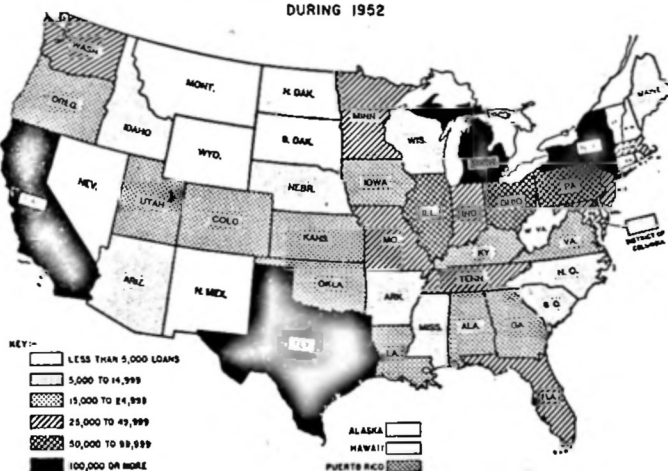 DURING 1952
WASH.
MONT.
N. DAK.
MINN
MAINE
OREG.
IDAHO
S. DAK.
WIS.
N.Y.
WYO.
NEV.
NEBR.
IOWA
PA.
UTAH
COLO
ILL.
IND.
OHIO
W. VA.
KANS.
MO.
KY
VA.
DISTRICT OF
COLUMBIA
ARIZ.
N. MEX.
OKLA.
ARK.
TENN
N. C.
S. C.
TEX.
LA.
MISS.
ALA.
GA.
FLA.
KEY:-
LESS THAN 5,000 LOANS
5,000 TO 14,999
15,000 TO 24,999
25,000 TO 49,999
50,000 TO 99,999
100,000 OR MORE
ALASKA
HAWAII
PUERTO RICO